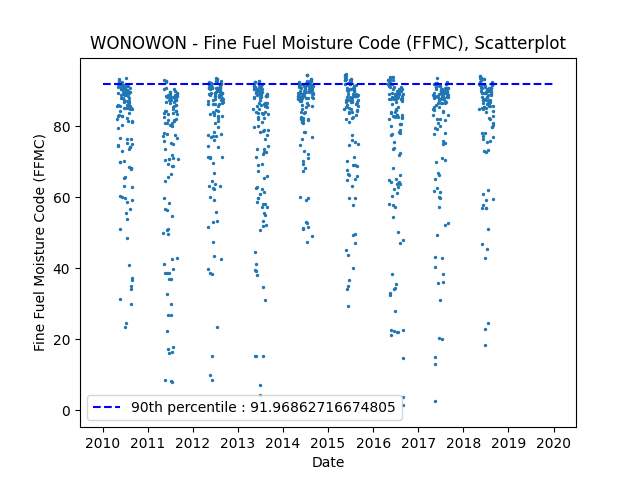 WONOWON - Fine Fuel Moisture Code (FFMC), Scatterplot
Fine Fuel Moisture Code (FFMC)
80
60
40
20
0
90th percentile : 91.96862716674805
2010 2011 2012 2013 2014 2015 2016 2017 2018 2019 2020
Date